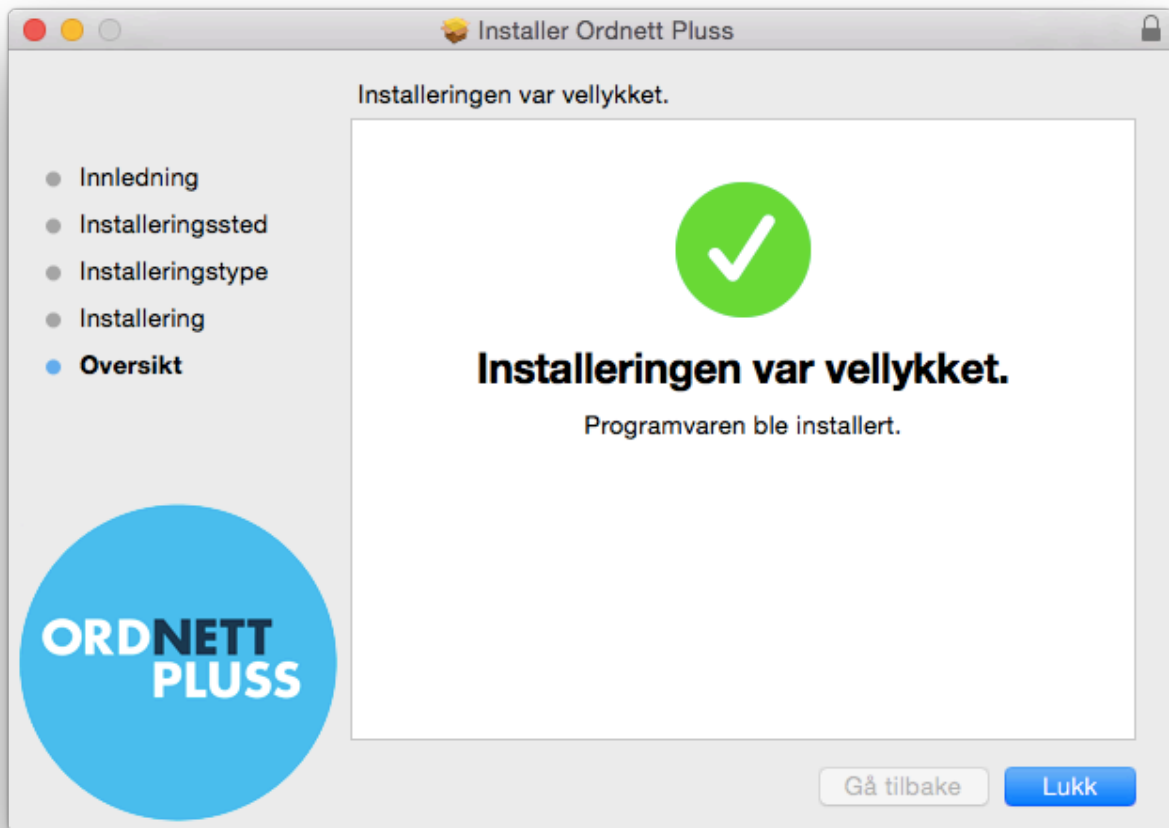 Installer Ordnett Pluss
Installeringen var vellykket.
Innledning
Installeringssted
Installeringstype
Installering
Oversikt
Installeringen var vellykket.
Programvaren ble installert.
ORDNETT
PLUSS
Gå tilbake
Lukk